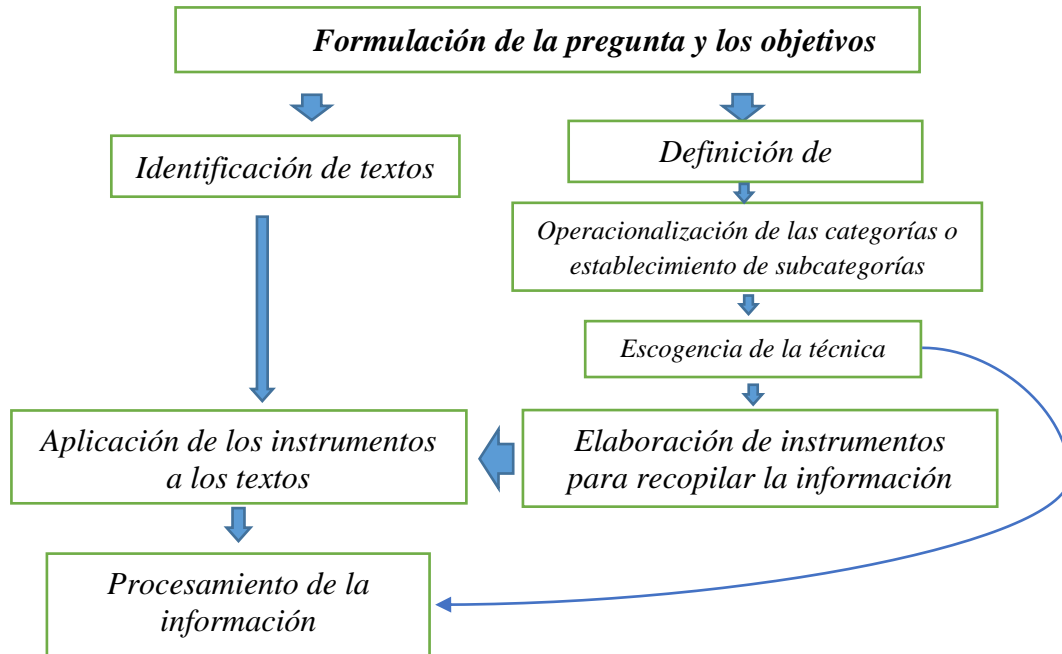 Formulación de la pregunta y los objetivos
Identificación de textos
Definición de
Operacionalización de las categorías o
establecimiento de subcategorías
Escogencia de la técnica
Aplicación de los instrumentos
a los textos
Elaboración de instrumentos
para recopilar la información
Procesamiento de la
información